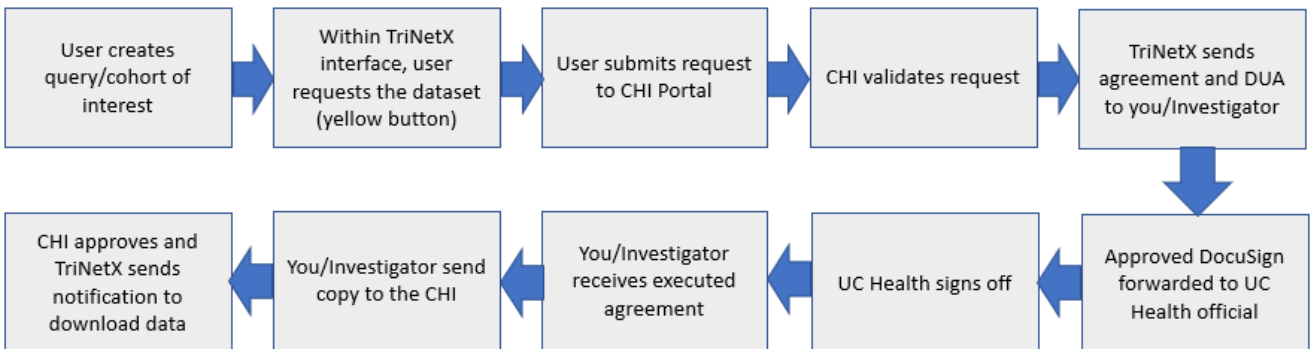 User creates
query/cohort of
interest
Within TriNetX
interface, user
requests the dataset
(yellow button)
User submits request
to CHI Portal
CHI validates request
TriNetX sends
agreement and DUA
to you/Investigator
Approved DocuSign
forwarded to UC
Health official
UC Health signs off
You/Investigator
receives executed
agreement
You/Investigator send
copy to the CHI
CHI approves and
TriNetX sends
notification to
download data